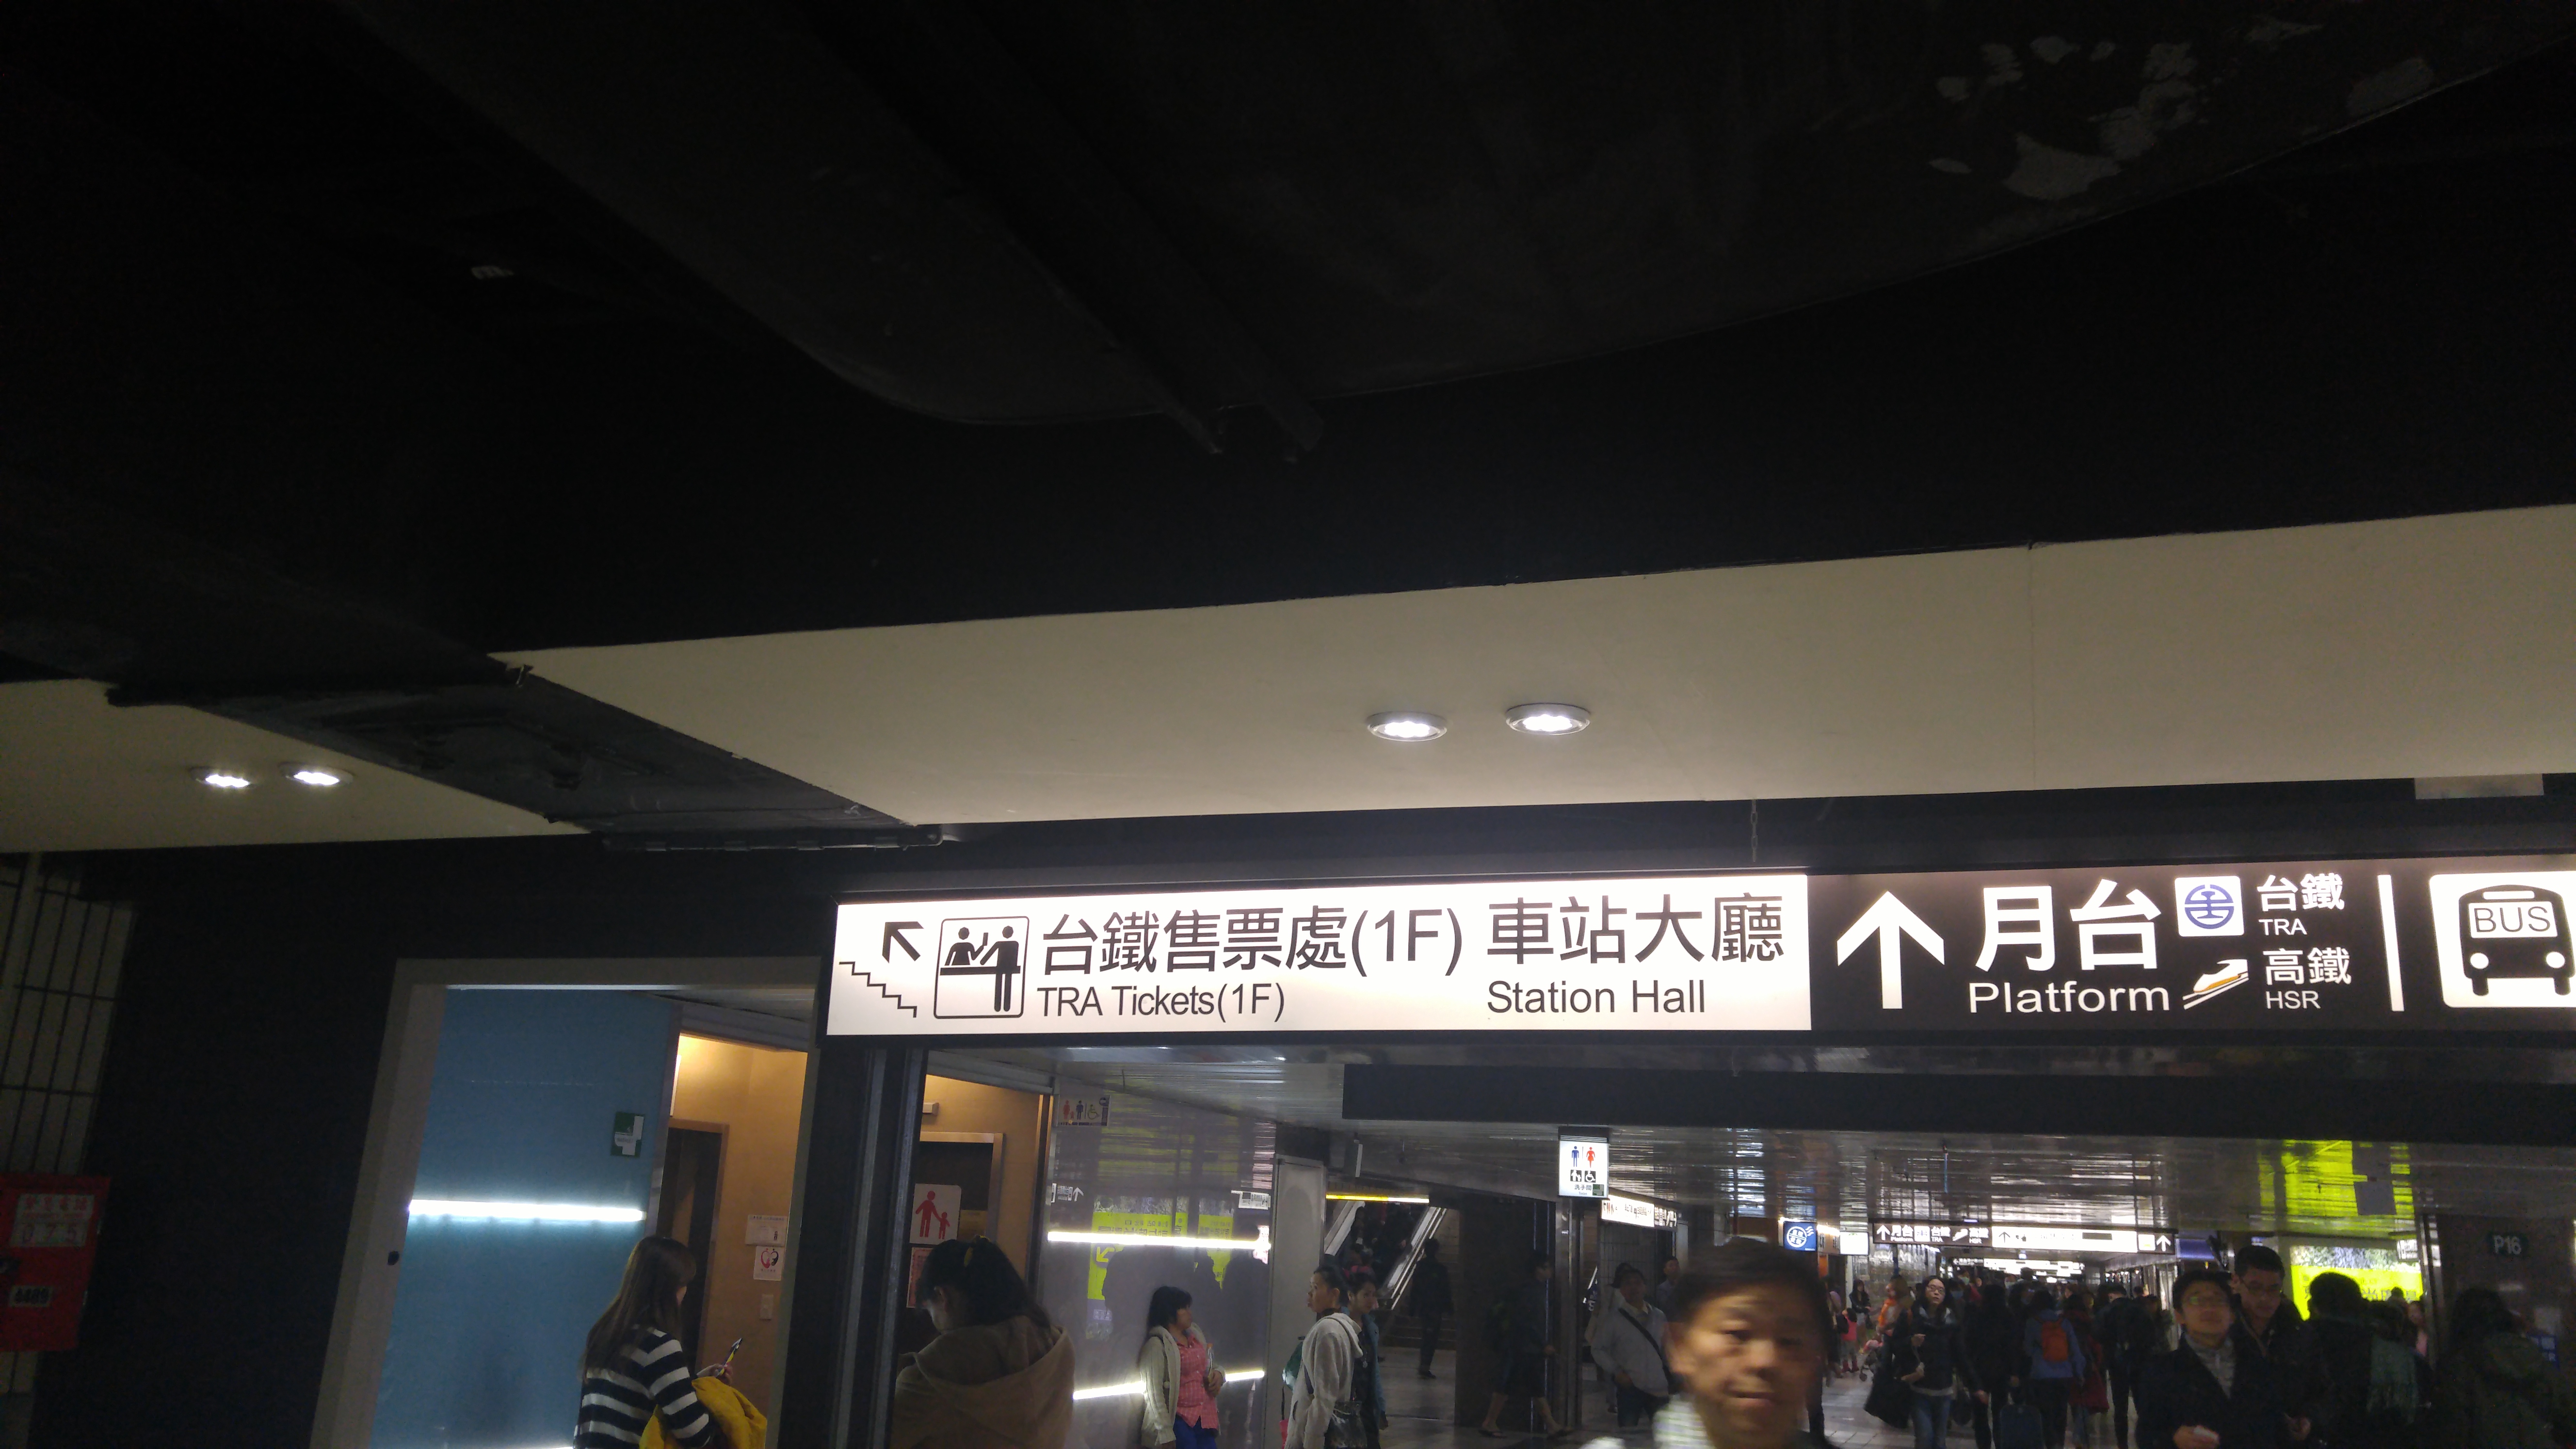 台鐵售票處(1F) 車站大廳
TRA Tickets(1F) Station Hall
月台
Platform
台鐵
TRA
高鐵
HSR
BUS
P16
4489